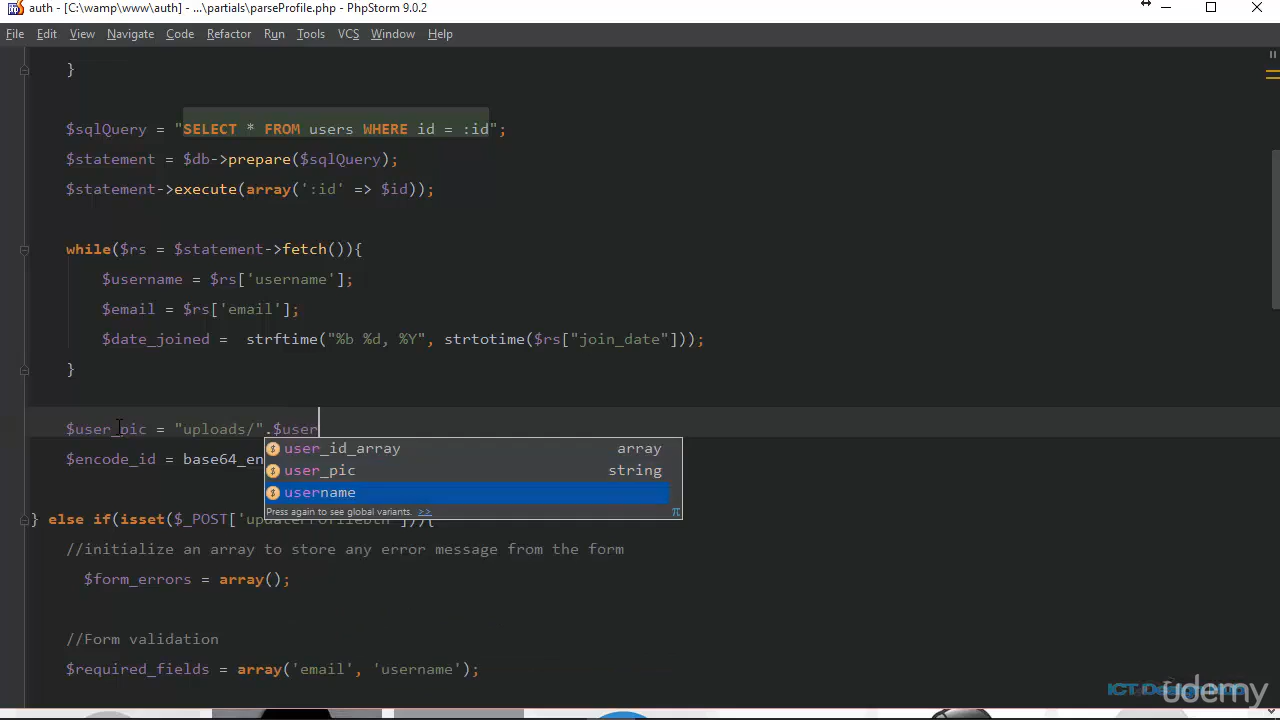 auth - [C:\wamp\www\auth] - ...\partials\parseProfile.php - PhpStorm 9.0.2
File Edit View Navigate Code Refactor Run Tools VCS Window Help
}
$sqlQuery = "SELECT * FROM users WHERE id = :id";
$statement = $db->prepare($sqlQuery);
$statement->execute(array(':id' => $id));
while($rs = $statement->fetch()){
$username = $rs['username'];
$email = $rs['email'];
$date_joined = strftime("%b %d, %Y", strtotime($rs["join_date"]));
}
$user_pic = "uploads/".$user
user_id_array array
$encode_id = base64_en
user_pic string
username
Press again to see global variants. >> π
} else if(isset($_POST['updateProfileBtn'])){
//initialize an array to store any error message from the form
$form_errors = array();
//Form validation
$required_fields = array('email', 'username');
ICT Design Hub
udemy